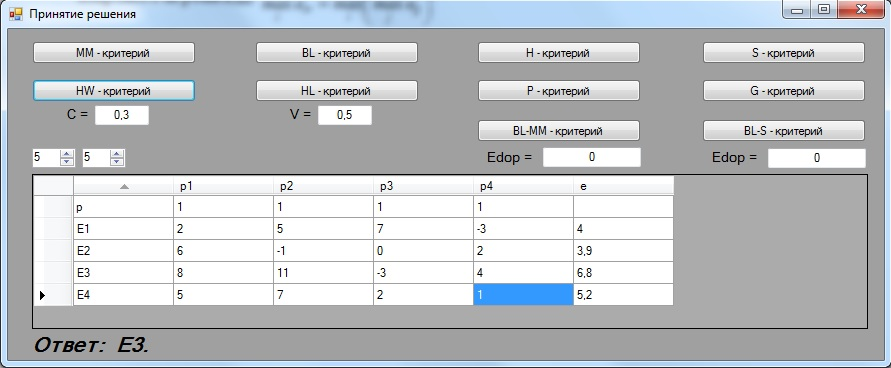 Принятие решения
ММ - критерий BL - критерий H - критерий S - критерий
HW - критерий HL - критерий P - критерий G - критерий
C = 0,3 V = 0,5
BL-MM - критерий BL-S - критерий
5 5 Edop = 0 Edop = 0
p1 p2 p3 p4 e
p 1 1 1 1
E1 2 5 7 -3 4
E2 6 -1 0 2 3,9
E3 8 11 -3 4 6,8
E4 5 7 2 1 5,2
Ответ: E3.